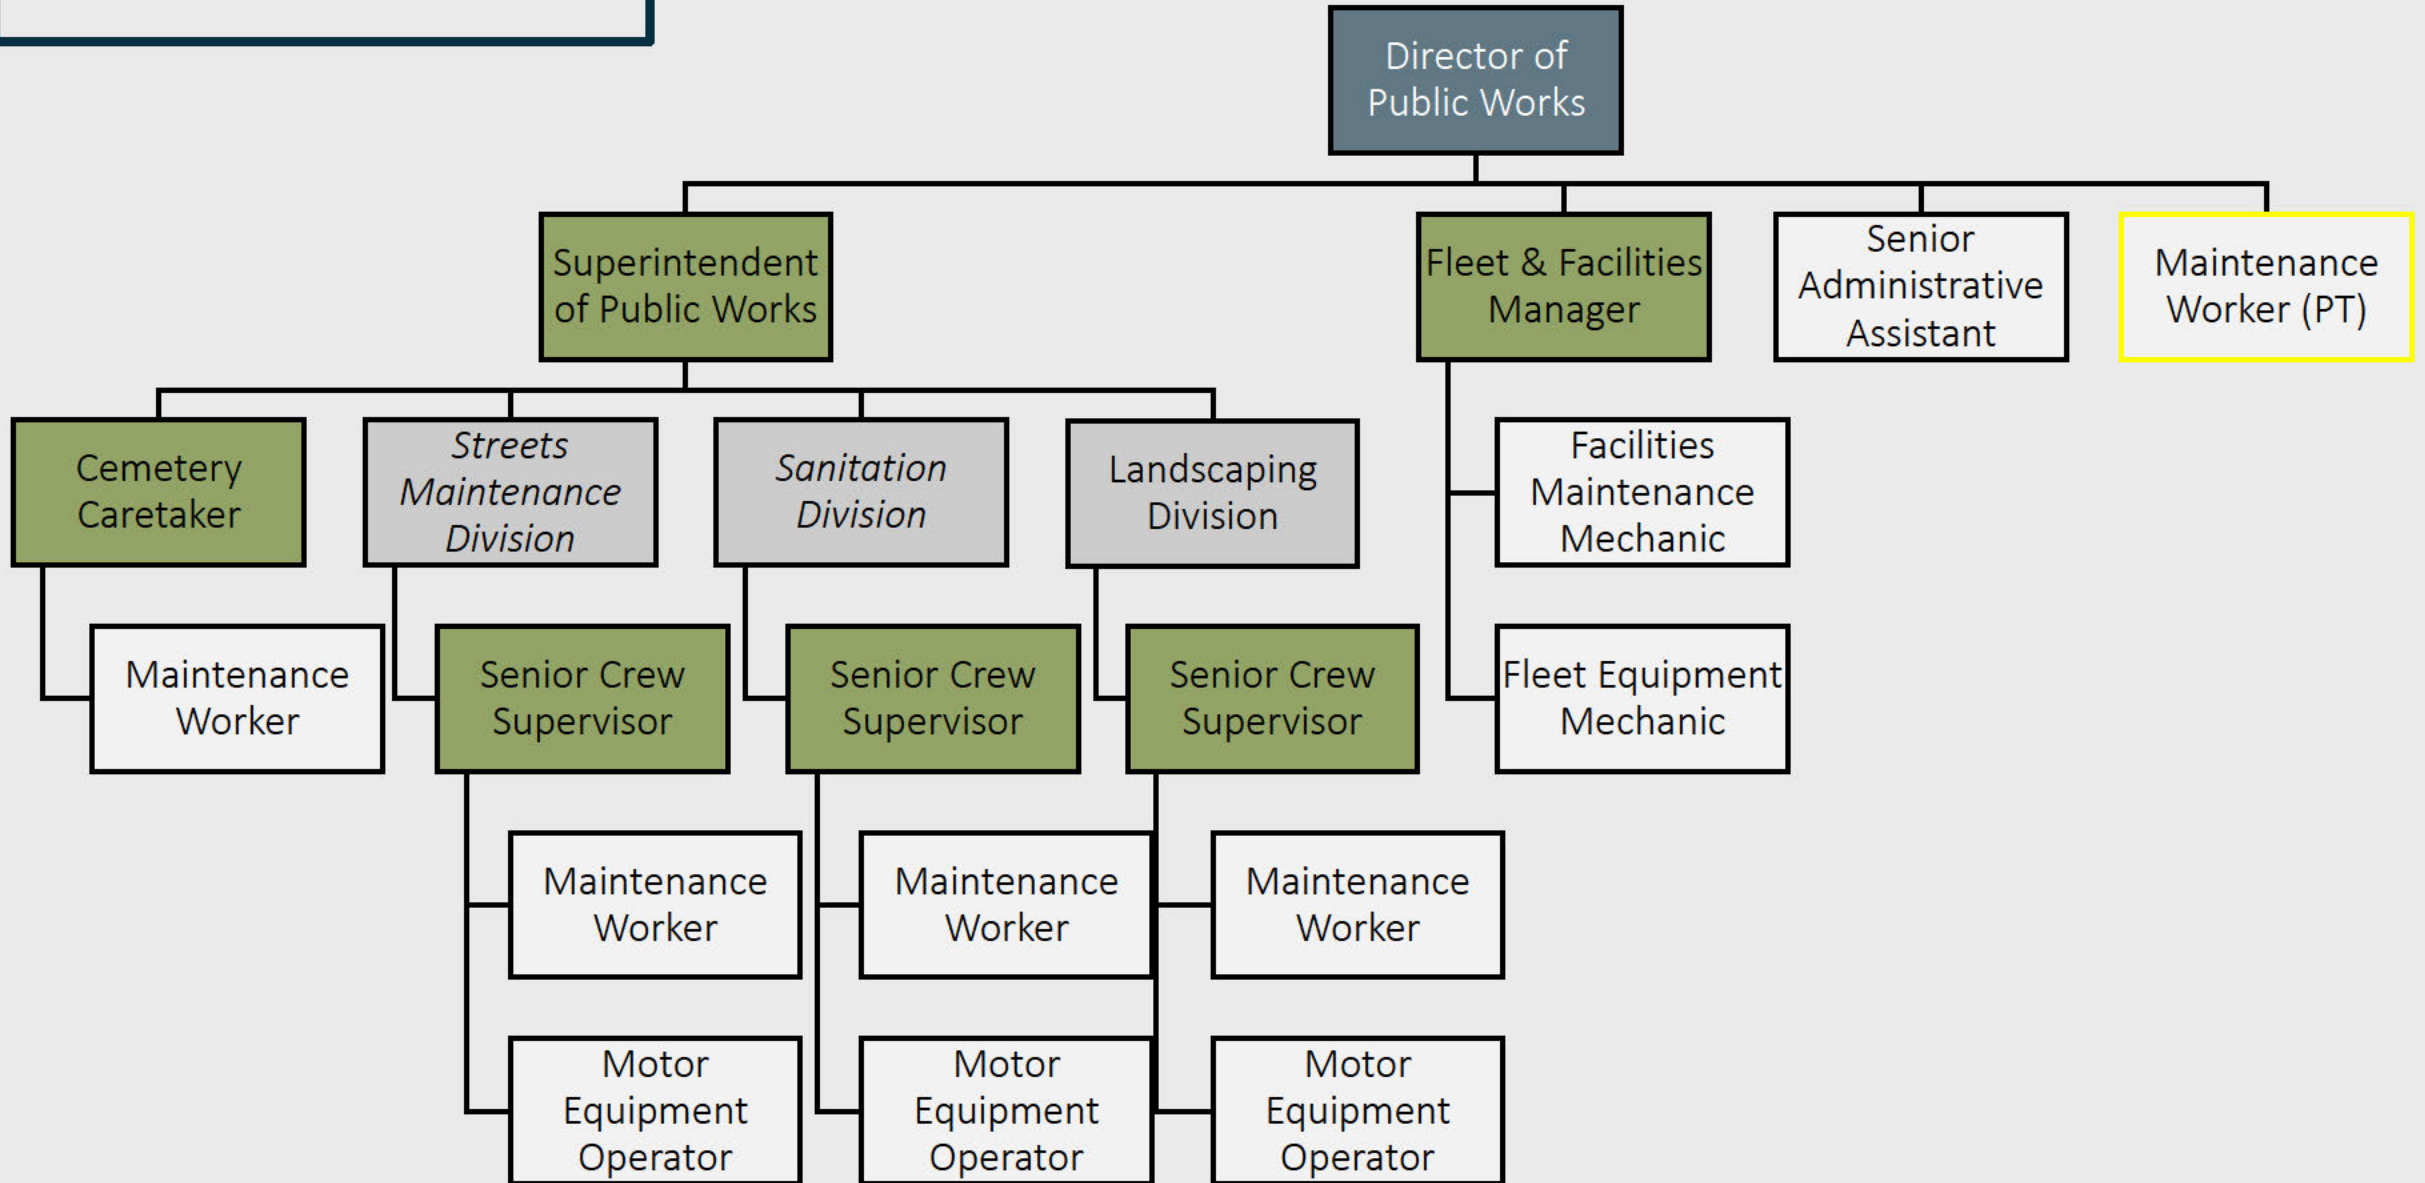 Director of
Public Works
Superintendent
of Public Works
Fleet & Facilities
Manager
Senior
Administrative
Assistant
Maintenance
Worker (PT)
Cemetery
Caretaker
Streets
Maintenance
Division
Sanitation
Division
Landscaping
Division
Facilities
Maintenance
Mechanic
Maintenance
Worker
Senior Crew
Supervisor
Senior Crew
Supervisor
Senior Crew
Supervisor
Fleet Equipment
Mechanic
Maintenance
Worker
Maintenance
Worker
Maintenance
Worker
Motor
Equipment
Operator
Motor
Equipment
Operator
Motor
Equipment
Operator